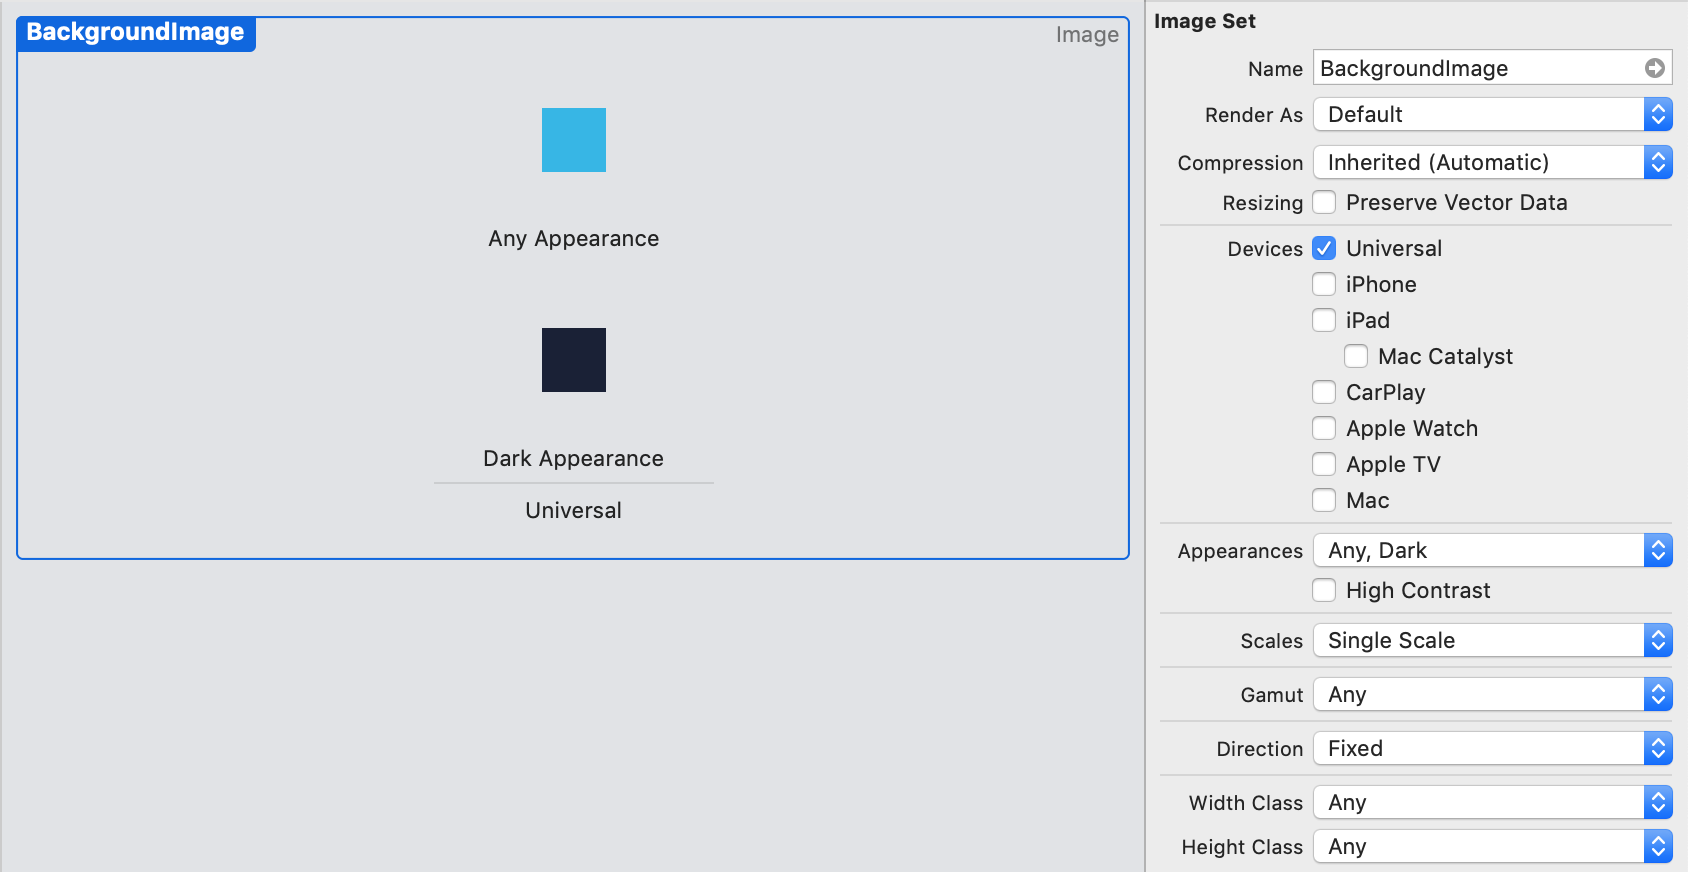 BackgroundImage
Image
Any Appearance
Dark Appearance
Universal
Image Set
Name BackgroundImage
Render As Default
Compression Inherited (Automatic)
Resizing Preserve Vector Data
Devices Universal
iPhone
iPad
Mac Catalyst
CarPlay
Apple Watch
Apple TV
Mac
Appearances Any, Dark
High Contrast
Scales Single Scale
Gamut Any
Direction Fixed
Width Class Any
Height Class Any